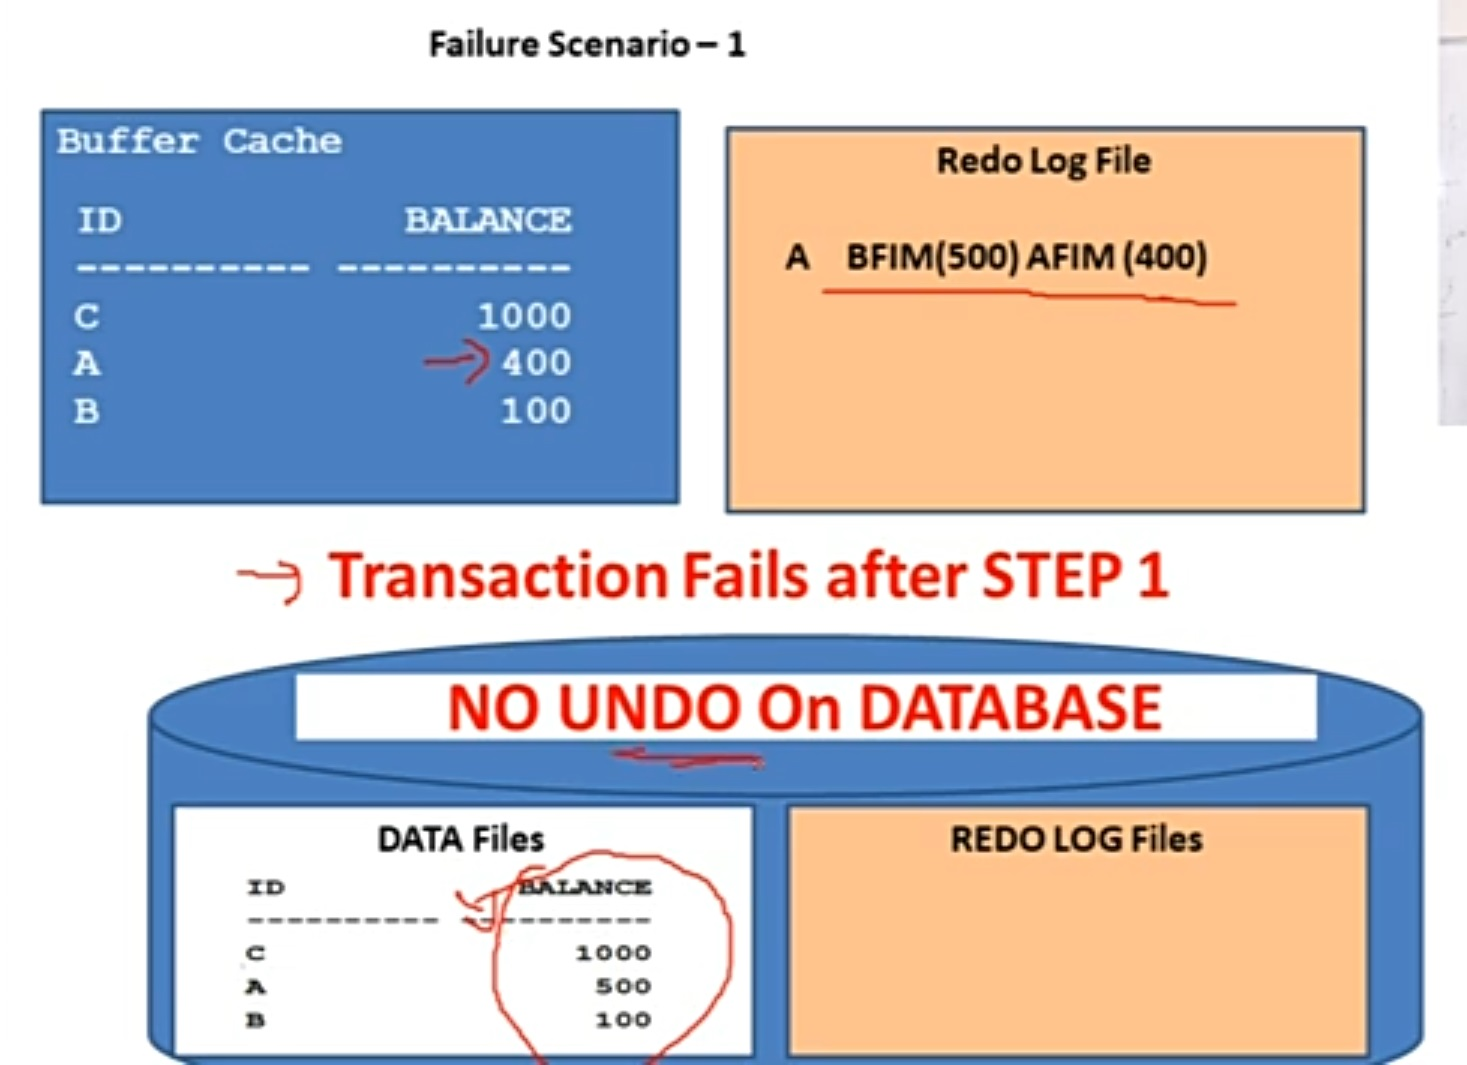 Failure Scenario – 1
Buffer Cache
ID BALANCE
---------- ----------
C 1000
A 400
B 100
Redo Log File
A BFIM(500) AFIM (400)
Transaction Fails after STEP 1
NO UNDO On DATABASE
DATA Files
ID BALANCE
---------- ----------
C 1000
A 500
B 100
REDO LOG Files